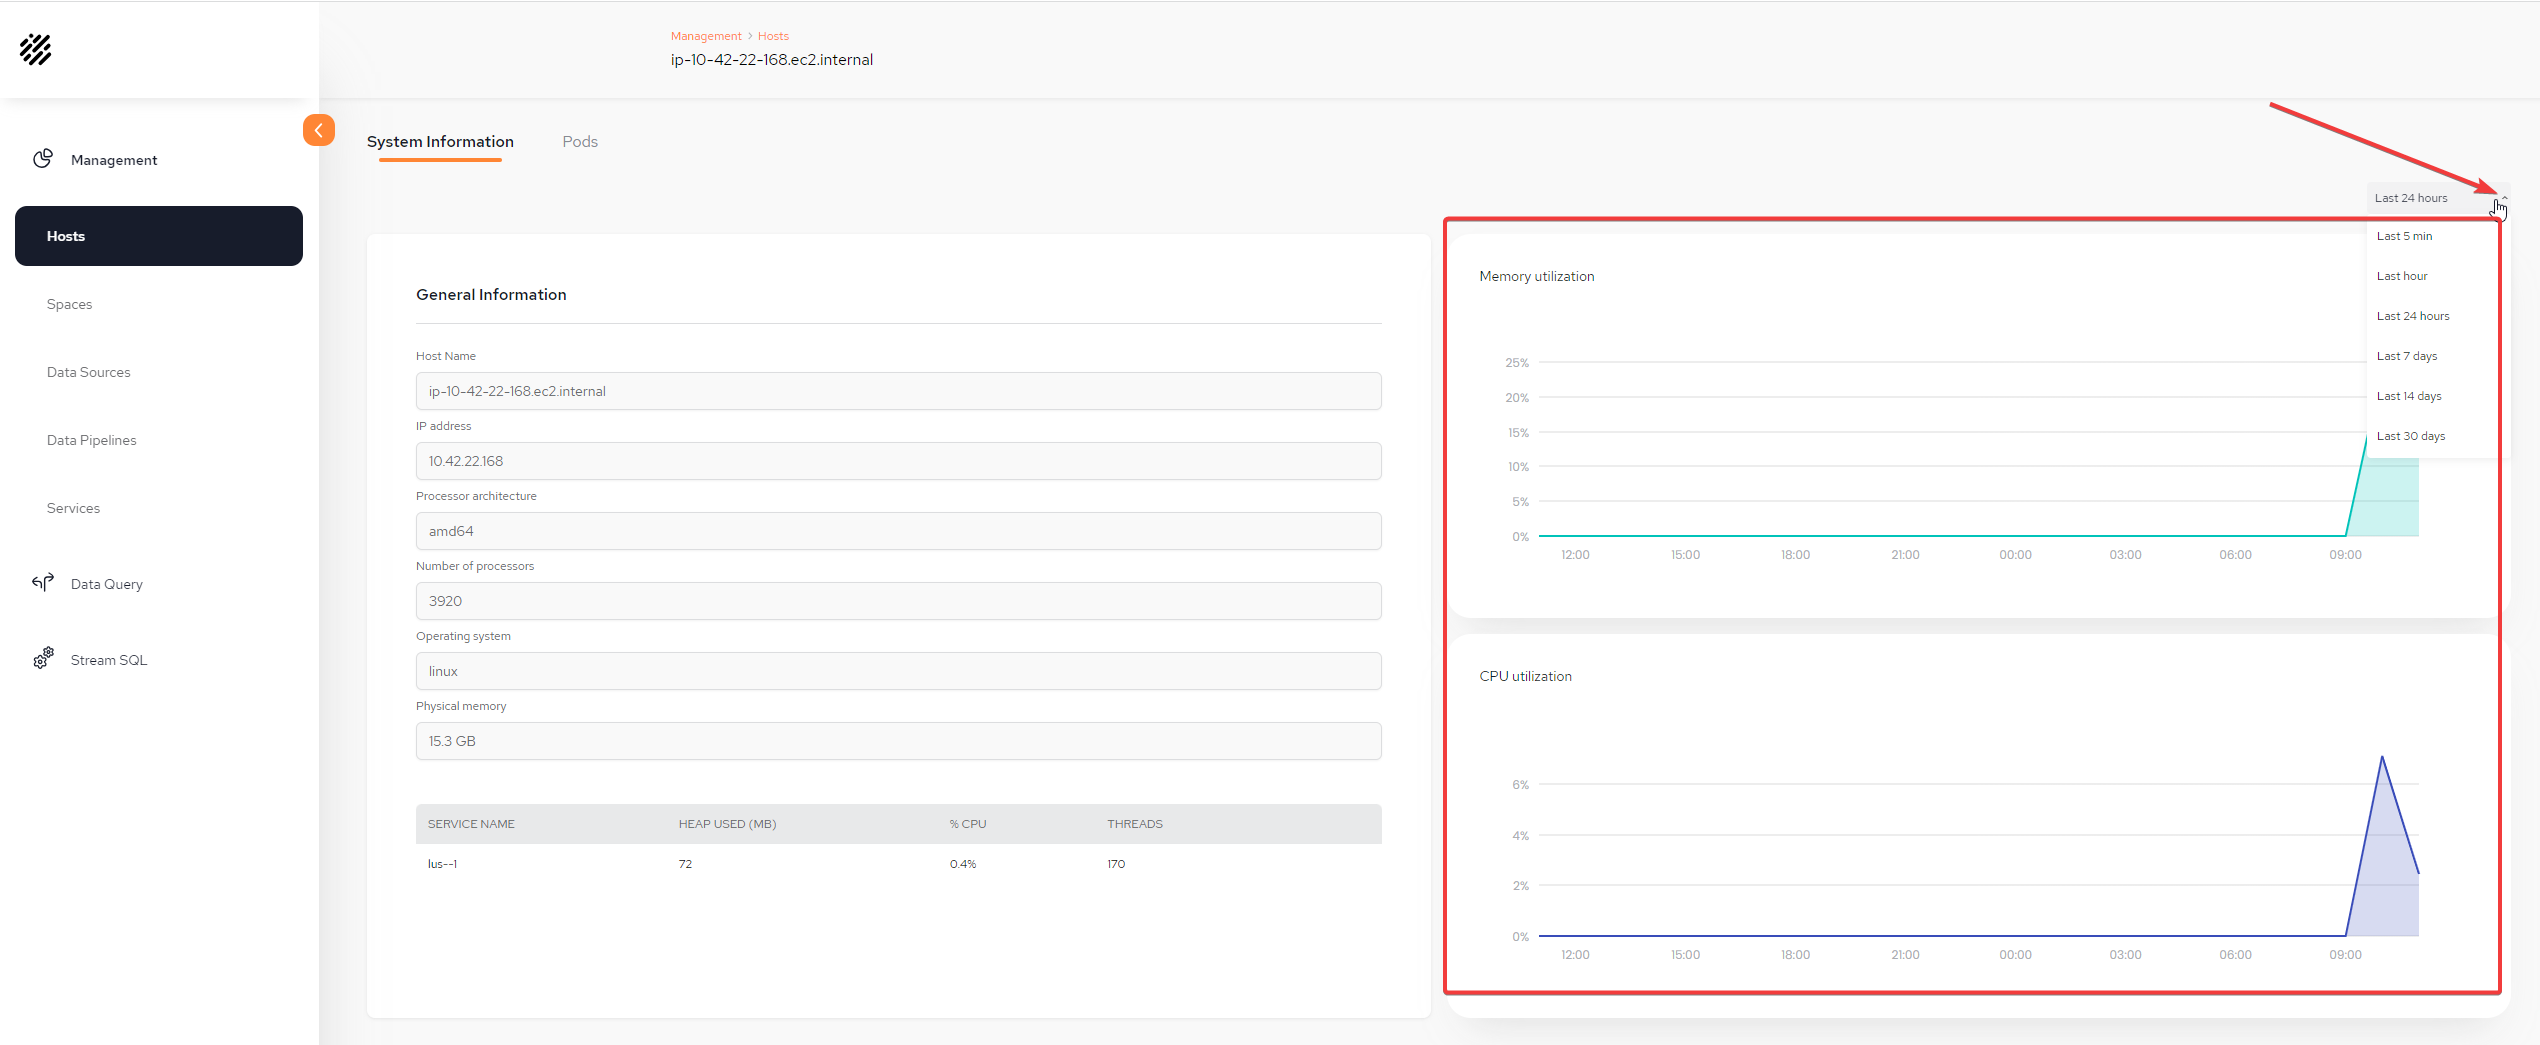 Management > Hosts
ip-10-42-22-168.ec2.internal
Management
Hosts
Spaces
Data Sources
Data Pipelines
Services
Data Query
Stream SQL
System Information
Pods
General Information
Host Name
ip-10-42-22-168.ec2.internal
IP address
10.42.22.168
Processor architecture
amd64
Number of processors
3920
Operating system
linux
Physical memory
15.3 GB
SERVICE NAME HEAP USED (MB) % CPU THREADS
lus--1 72 0.4% 170
Last 24 hours
Last 5 min
Last hour
Last 24 hours
Last 7 days
Last 14 days
Last 30 days
Memory utilization
25%
20%
15%
10%
5%
0%
12:00 15:00 18:00 21:00 00:00 03:00 06:00 09:00
CPU utilization
6%
4%
2%
0%
12:00 15:00 18:00 21:00 00:00 03:00 06:00 09:00